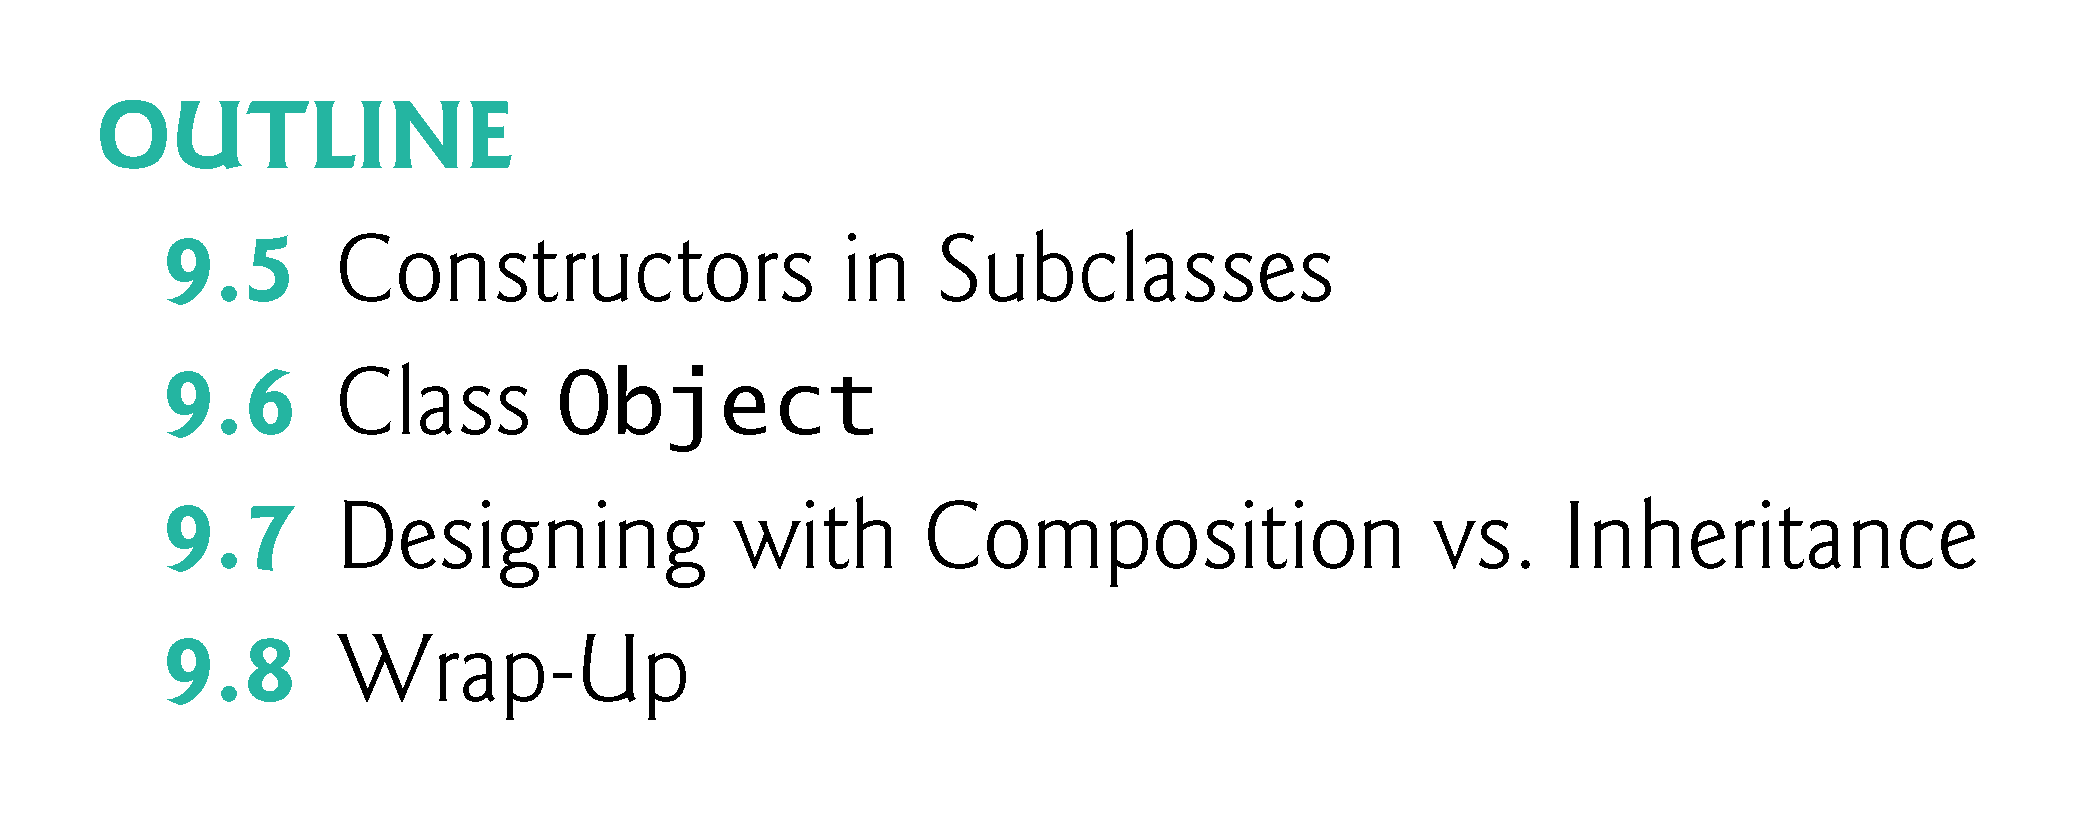 OUTLINE
9.5 Constructors in Subclasses
9.6 Class Object
9.7 Designing with Composition vs. Inheritance
9.8 Wrap-Up